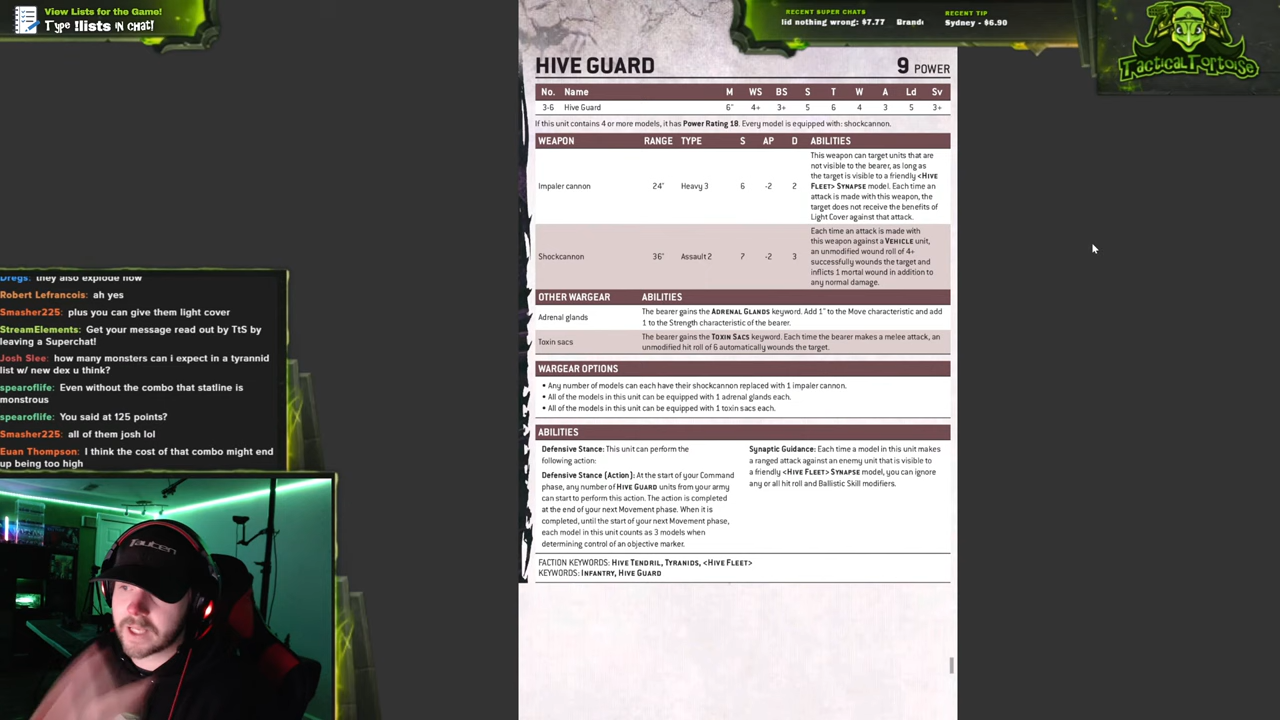 View Lists for the Game!
Type !lists in chat!
RECENT SUPER CHATS
lid nothing wrong: $7.77
RECENT TIP
Sydney - $6.90
TacticalTortoise
HIVE GUARD 9 POWER
No. Name M WS BS S T W A Ld Sv
3-6 Hive Guard 6" 4+ 3+ 5 6 4 3 5 3+
If this unit contains 4 or more models, it has Power Rating 18. Every model is equipped with: shockcannon.
WEAPON RANGE TYPE S AP D ABILITIES
Impaler cannon 24" Heavy 3 6 -2 2
This weapon can target units that are
not visible to the bearer, as long as
the target is visible to a friendly <HIVE
FLEET> SYNAPSE model. Each time an
attack is made with this weapon, the
target does not receive the benefits of
Light Cover against that attack.
Shockcannon 36" Assault 2 7 -2 3
Each time an attack is made with
this weapon against a VEHICLE unit,
an unmodified wound roll of 4+
successfully wounds the target and
inflicts 1 mortal wound in addition to
any normal damage.
OTHER WARGEAR ABILITIES
Adrenal glands
The bearer gains the ADRENAL GLANDS keyword. Add 1" to the Move characteristic and add
1 to the Strength characteristic of the bearer.
Toxin sacs
The bearer gains the TOXIN SACS keyword. Each time the bearer makes a melee attack, an
unmodified hit roll of 6 automatically wounds the target.
WARGEAR OPTIONS
• Any number of models can each have their shockcannon replaced with 1 impaler cannon.
• All of the models in this unit can be equipped with 1 adrenal glands each.
• All of the models in this unit can be equipped with 1 toxin sacs each.
ABILITIES
Defensive Stance: This unit can perform the
following action:
Defensive Stance (Action): At the start of your Command
phase, any number of HIVE GUARD units from your army
can start to perform this action. The action is completed
at the end of your next Movement phase. When it is
completed, until the start of your next Movement phase,
each model in this unit counts as 3 models when
determining control of an objective marker.
Synaptic Guidance: Each time a model in this unit makes
a ranged attack against an enemy unit that is visible to
a friendly <HIVE FLEET> SYNAPSE model, you can ignore
any or all hit roll and Ballistic Skill modifiers.
FACTION KEYWORDS: HIVE TENDRIL, TYRANIDS, <HIVE FLEET>
KEYWORDS: INFANTRY, HIVE GUARD
Dregs: they also explode now
Robert Lefrancois: ah yes
Smasher225: plus you can give them light cover
StreamElements: Get your message read out by TtS by
leaving a Superchat!
Josh Slee: how many monsters can i expect in a tyrannid
list w/ new dex u think?
spearoflife: Even without the combo that statline is
monstrous
spearoflife: You said at 125 points?
Smasher225: all of them josh lol
Euan Thompson: I think the cost of that combo might end
up being too high
Tauten